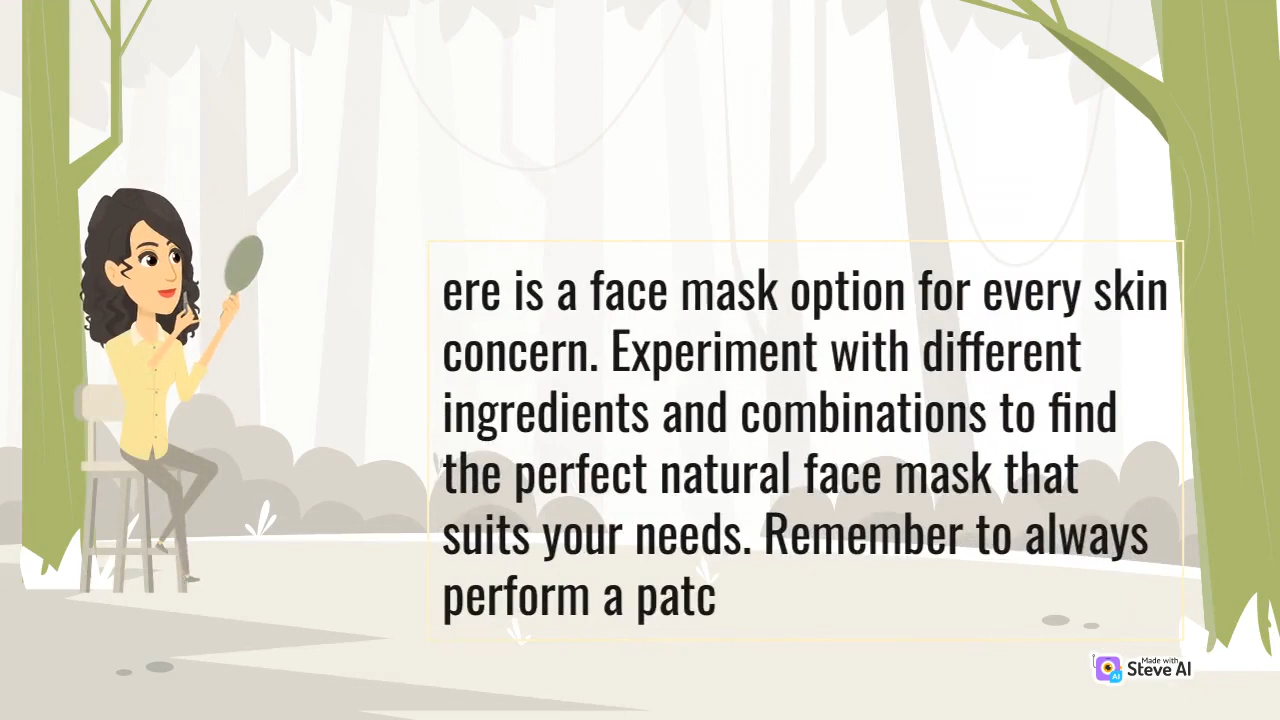 ere is a face mask option for every skin
concern. Experiment with different
ingredients and combinations to find
the perfect natural face mask that
suits your needs. Remember to always
perform a patc
Made with
Steve AI
AI